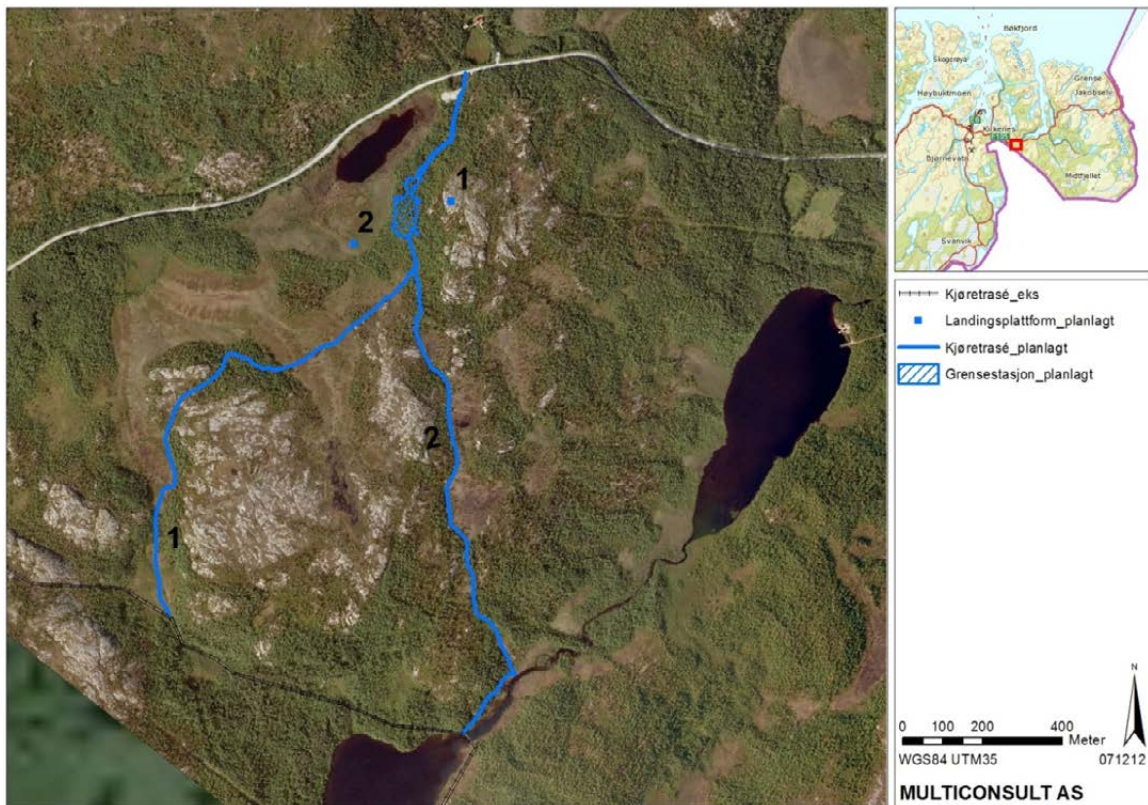 1
2
2
1
Bøkfjord
Skogerøya
Grense
Jakobselv
Høybuktmoen
Kirkenes
Bjørnevatn
Midtfjellet
Svanvik
Kjøretrasé_eks
Landingsplattform_planlagt
Kjøretrasé_planlagt
Grensestasjon_planlagt
N
0 100 200 400
Meter
WGS84 UTM35 071212
MULTICONSULT AS